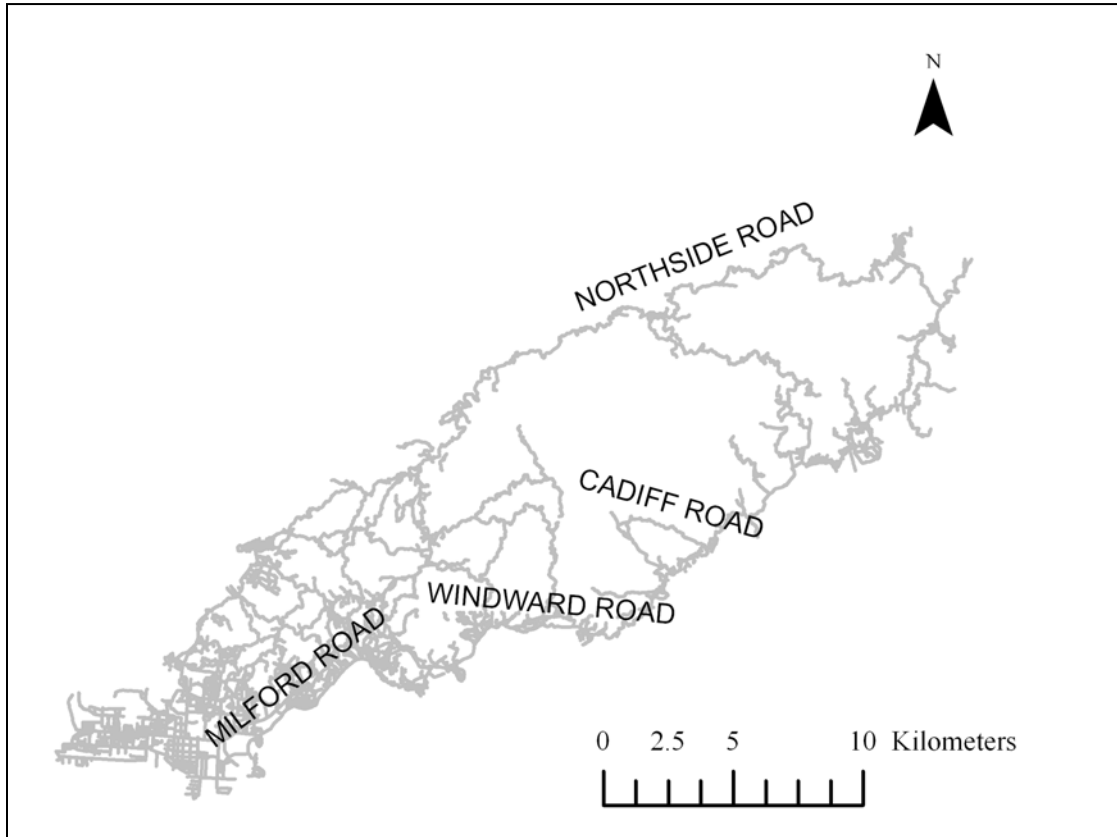 N
NORTHSIDE ROAD
CADIFF ROAD
WINDWARD ROAD
MILFORD ROAD
0 2.5 5 10 Kilometers